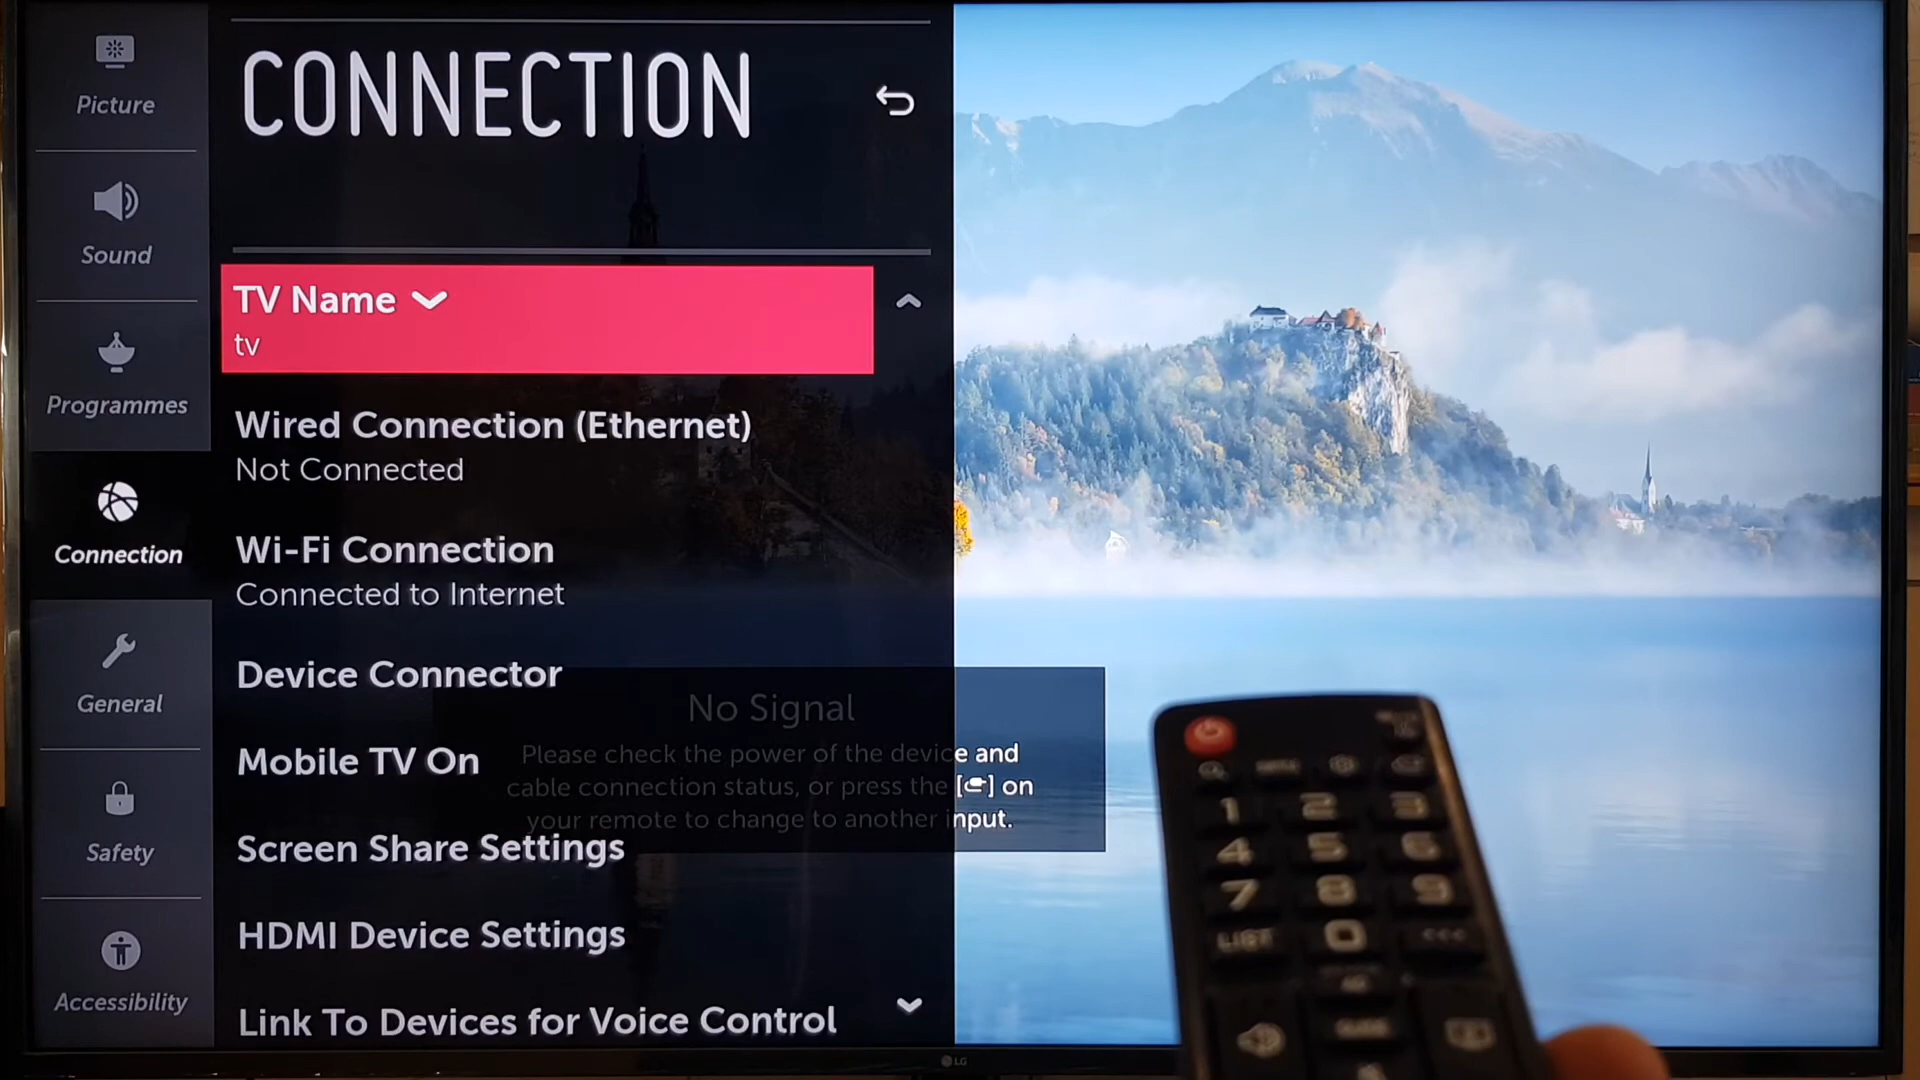 Picture
Sound
Programmes
Connection
General
Safety
Accessibility
CONNECTION
TV Name
tv
Wired Connection (Ethernet)
Not Connected
Wi-Fi Connection
Connected to Internet
Device Connector
Mobile TV On
Screen Share Settings
HDMI Device Settings
Link To Devices for Voice Control
No Signal
Please check the power of the device and
cable connection status, or press the [ ] on
your remote to change to another input.
LG
1 2 3
4 5 6
7 8 9
LIST 0 ...
GUIDE